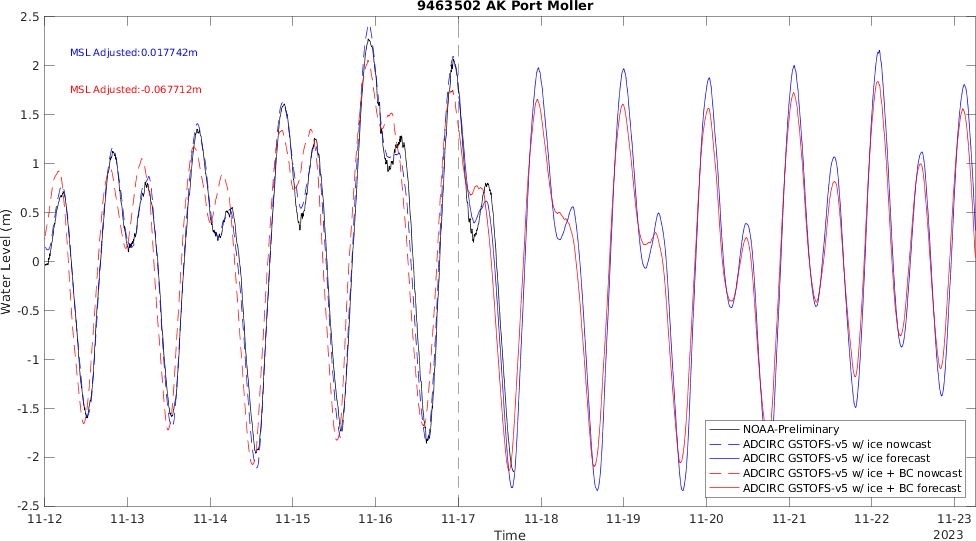 9463502 AK Port Moller
MSL Adjusted:0.017742m
MSL Adjusted:-0.067712m
Water Level (m)
2.5
2
1.5
1
0.5
0
-0.5
-1
-1.5
-2
-2.5
NOAA-Preliminary
ADCIRC GSTOFS-v5 w/ ice nowcast
ADCIRC GSTOFS-v5 w/ ice forecast
ADCIRC GSTOFS-v5 w/ ice + BC nowcast
ADCIRC GSTOFS-v5 w/ ice + BC forecast
11-12 11-13 11-14 11-15 11-16 11-17 11-18 11-19 11-20 11-21 11-22 11-23
2023
Time